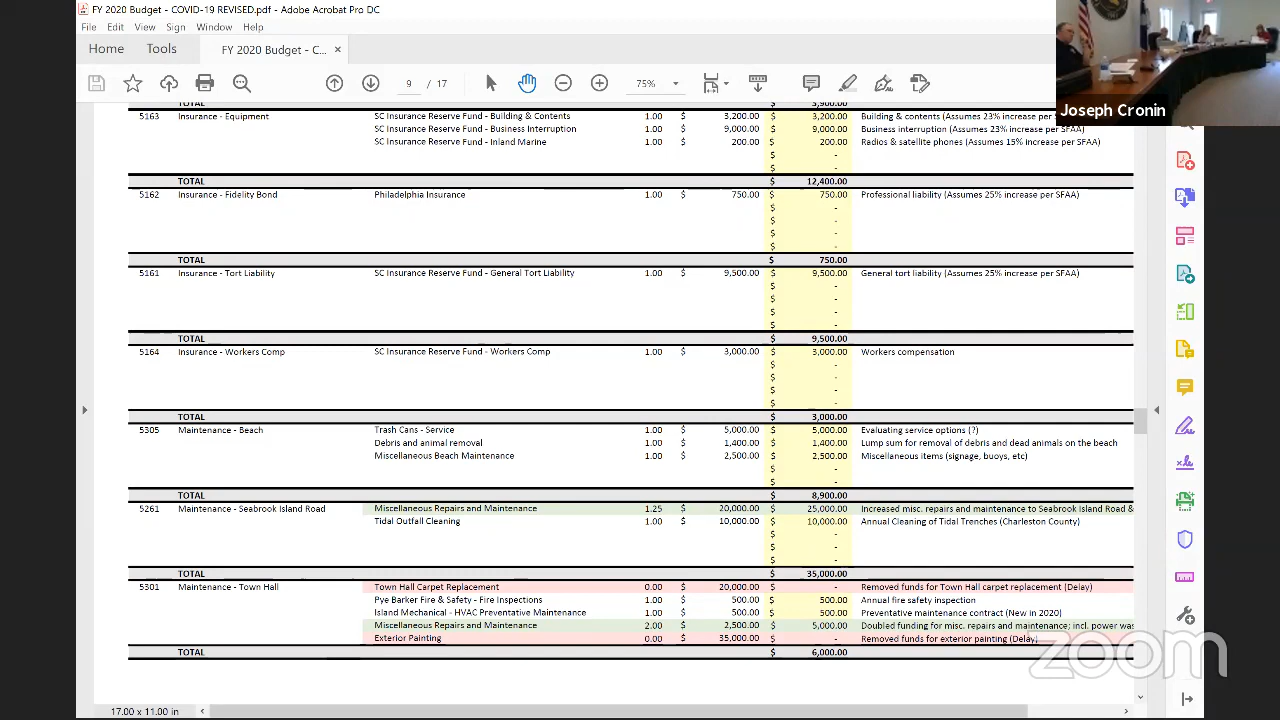 FY 2020 Budget - COVID-19 REVISED.pdf - Adobe Acrobat Pro DC
File Edit View Sign Window Help
Home Tools FY 2020 Budget - C... ×
9 / 17 75%
Joseph Cronin
TOTAL $ 3,900.00
5163 Insurance - Equipment SC Insurance Reserve Fund - Building & Contents 1.00 $ 3,200.00 $ 3,200.00 Building & contents (Assumes 23% increase per S
SC Insurance Reserve Fund - Business Interruption 1.00 $ 9,000.00 $ 9,000.00 Business interruption (Assumes 23% increase per SFAA)
SC Insurance Reserve Fund - Inland Marine 1.00 $ 200.00 $ 200.00 Radios & satellite phones (Assumes 15% increase per SFAA)
$ -
$ -
TOTAL $ 12,400.00
5162 Insurance - Fidelity Bond Philadelphia Insurance 1.00 $ 750.00 $ 750.00 Professional liability (Assumes 25% increase per SFAA)
$ -
$ -
$ -
$ -
TOTAL $ 750.00
5161 Insurance - Tort Liability SC Insurance Reserve Fund - General Tort Liability 1.00 $ 9,500.00 $ 9,500.00 General tort liability (Assumes 25% increase per SFAA)
$ -
$ -
$ -
$ -
TOTAL $ 9,500.00
5164 Insurance - Workers Comp SC Insurance Reserve Fund - Workers Comp 1.00 $ 3,000.00 $ 3,000.00 Workers compensation
$ -
$ -
$ -
$ -
TOTAL $ 3,000.00
5305 Maintenance - Beach Trash Cans - Service 1.00 $ 5,000.00 $ 5,000.00 Evaluating service options (?)
Debris and animal removal 1.00 $ 1,400.00 $ 1,400.00 Lump sum for removal of debris and dead animals on the beach
Miscellaneous Beach Maintenance 1.00 $ 2,500.00 $ 2,500.00 Miscellaneous items (signage, buoys, etc)
$ -
$ -
TOTAL $ 8,900.00
5261 Maintenance - Seabrook Island Road Miscellaneous Repairs and Maintenance 1.25 $ 20,000.00 $ 25,000.00 Increased misc. repairs and maintenance to Seabrook Island Road &
Tidal Outfall Cleaning 1.00 $ 10,000.00 $ 10,000.00 Annual Cleaning of Tidal Trenches (Charleston County)
$ -
$ -
$ -
TOTAL $ 35,000.00
5301 Maintenance - Town Hall Town Hall Carpet Replacement 0.00 $ 20,000.00 $ - Removed funds for Town Hall carpet replacement (Delay)
Pye Barker Fire & Safety - Fire Inspections 1.00 $ 500.00 $ 500.00 Annual fire safety inspection
Island Mechanical - HVAC Preventative Maintenance 1.00 $ 500.00 $ 500.00 Preventative maintenance contract (New in 2020)
Miscellaneous Repairs and Maintenance 2.00 $ 2,500.00 $ 5,000.00 Doubled funding for misc. repairs and maintenance; incl. power was
Exterior Painting 0.00 $ 35,000.00 $ - Removed funds for exterior painting (Delay)
TOTAL $ 6,000.00
zoom
17.00 x 11.00 in